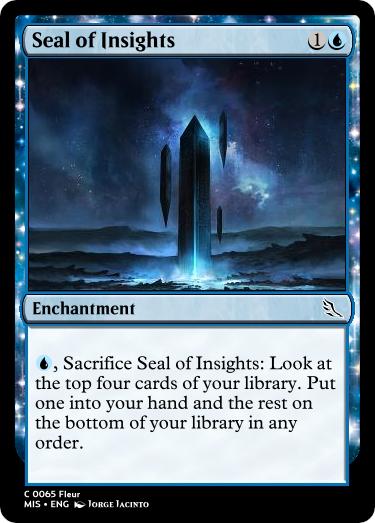 Seal of Insights 1
Enchantment
, Sacrifice Seal of Insights: Look at
the top four cards of your library. Put
one into your hand and the rest on
the bottom of your library in any
order.
C 0065 Fleur
MIS • ENG Jorge Jacinto